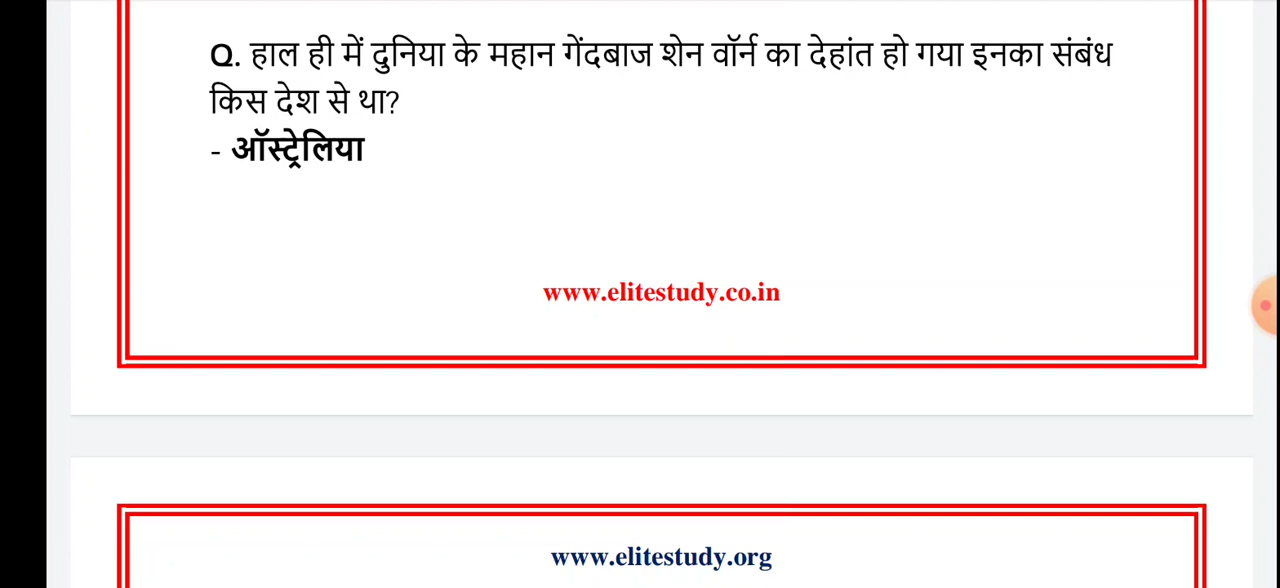 Q. हाल ही में दुनिया के महान गेंदबाज शेन वॉर्न का देहांत हो गया इनका संबंध
किस देश से था?
- ऑस्ट्रेलिया
www.elitestudy.co.in
www.elitestudy.org